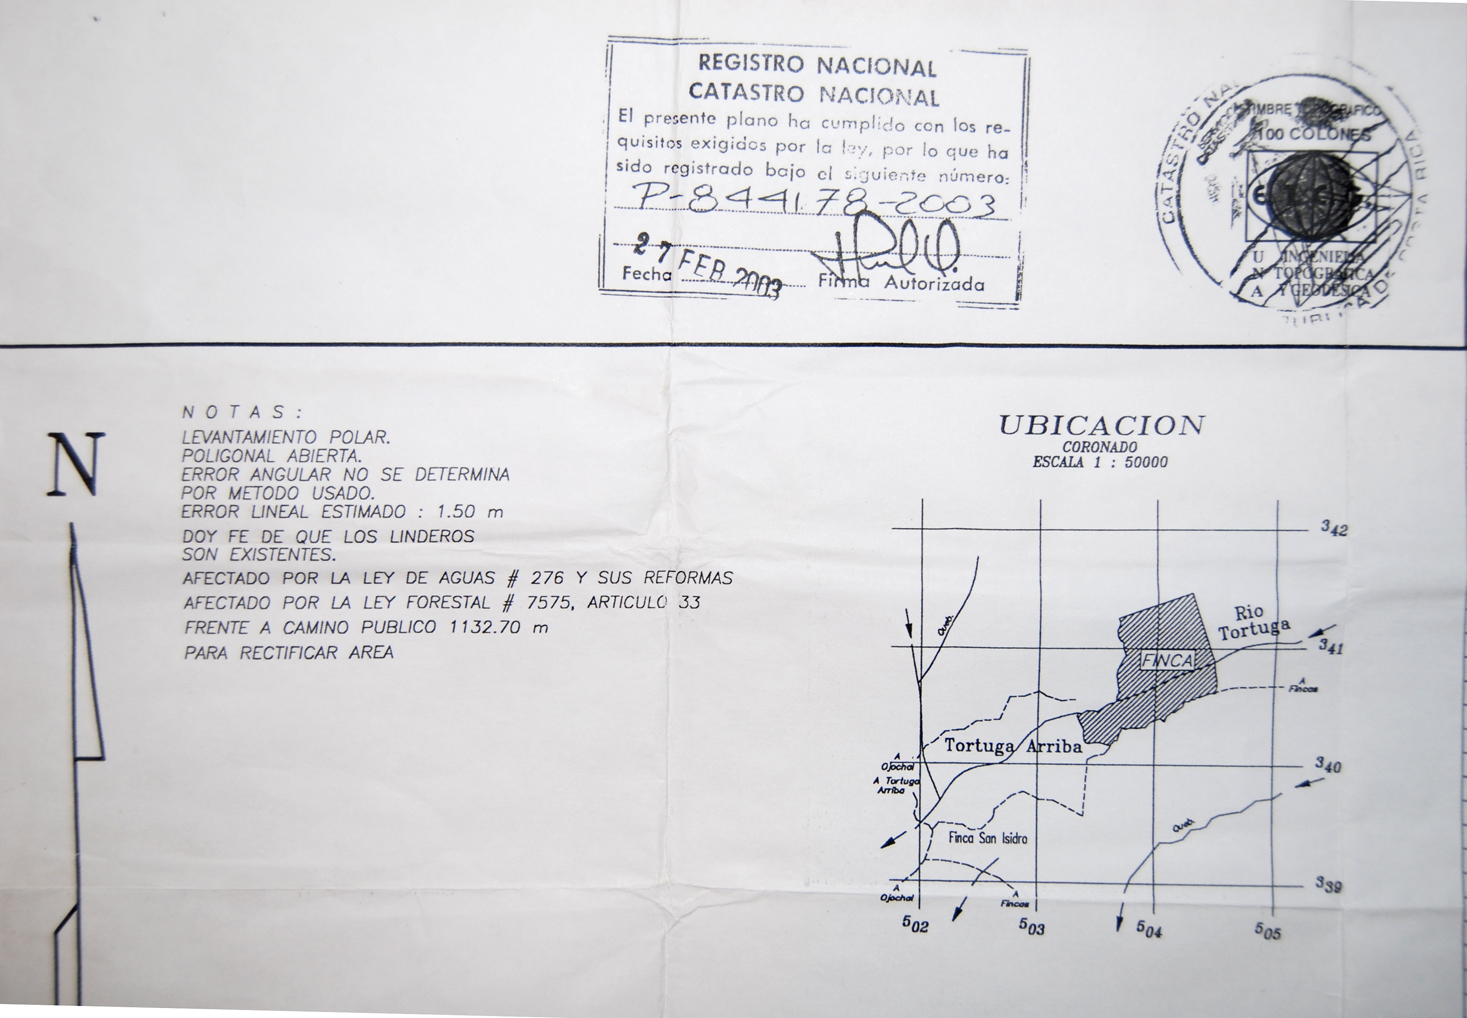 REGISTRO NACIONAL
CATASTRO NACIONAL
El presente plano ha cumplido con los re-
quisitos exigidos por la ley, por lo que ha
sido registrado bajo el siguiente número:
P-844178-2003
27 FEB 2003
Fecha
Firma Autorizada
CATASTRO NA
COSTA RICA
TIMBRE TOPOGRAFICO
100 COLONES
U INGENIERIA
N TOPOGRAFICA
A Y GEODESICA
N
NOTAS:
LEVANTAMIENTO POLAR.
POLIGONAL ABIERTA.
ERROR ANGULAR NO SE DETERMINA
POR METODO USADO.
ERROR LINEAL ESTIMADO : 1.50 m
DOY FE DE QUE LOS LINDEROS
SON EXISTENTES.
AFECTADO POR LA LEY DE AGUAS # 276 Y SUS REFORMAS
AFECTADO POR LA LEY FORESTAL # 7575, ARTICULO 33
FRENTE A CAMINO PUBLICO 1132.70 m
PARA RECTIFICAR AREA
UBICACION
CORONADO
ESCALA 1 : 50000
342
Rio
Tortuga
341
FINCA
A
Fincas
Tortuga Arriba
A
Ojochal
340
A Tortuga
Arriba
Finca San Isidro
339
A
Ojochal
A
Fincas
502
503
504
505